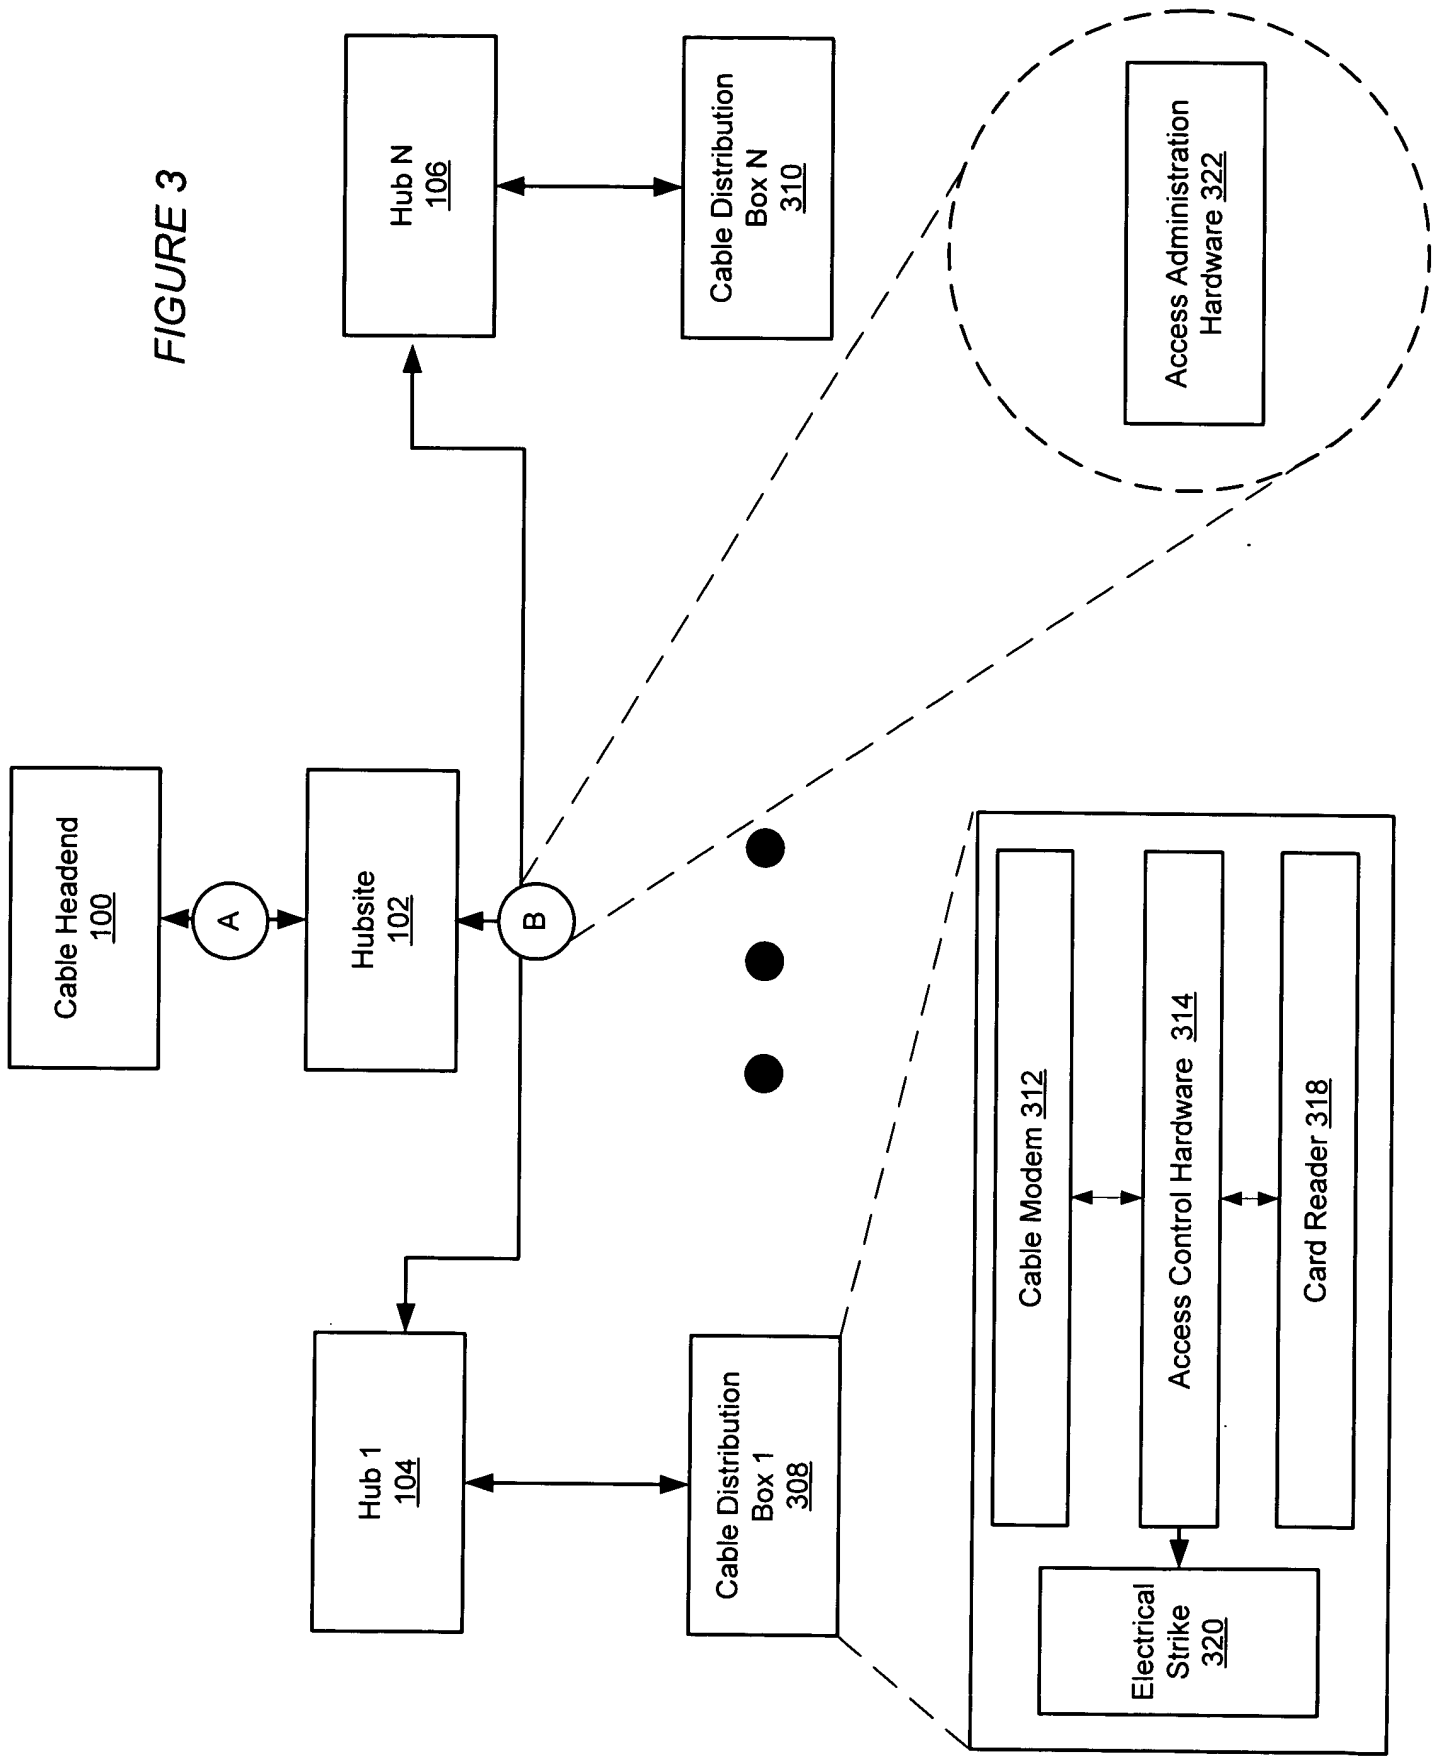 FIGURE 3
Cable Headend
100
A
Hubsite
102
B
Hub 1
104
Hub N
106
Cable Distribution
Box 1
308
Cable Distribution
Box N
310
Cable Modem 312
Access Control Hardware 314
Card Reader 318
Electrical
Strike
320
Access Administration
Hardware 322